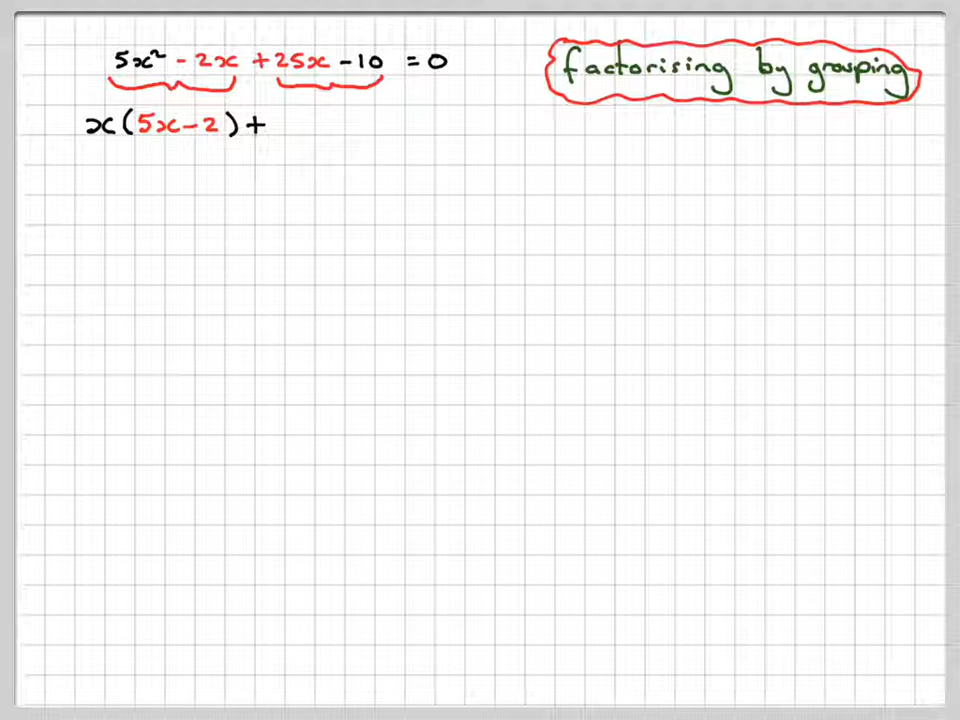 5x² - 2x + 25x - 10 = 0
factorising by grouping
x(5x - 2) +